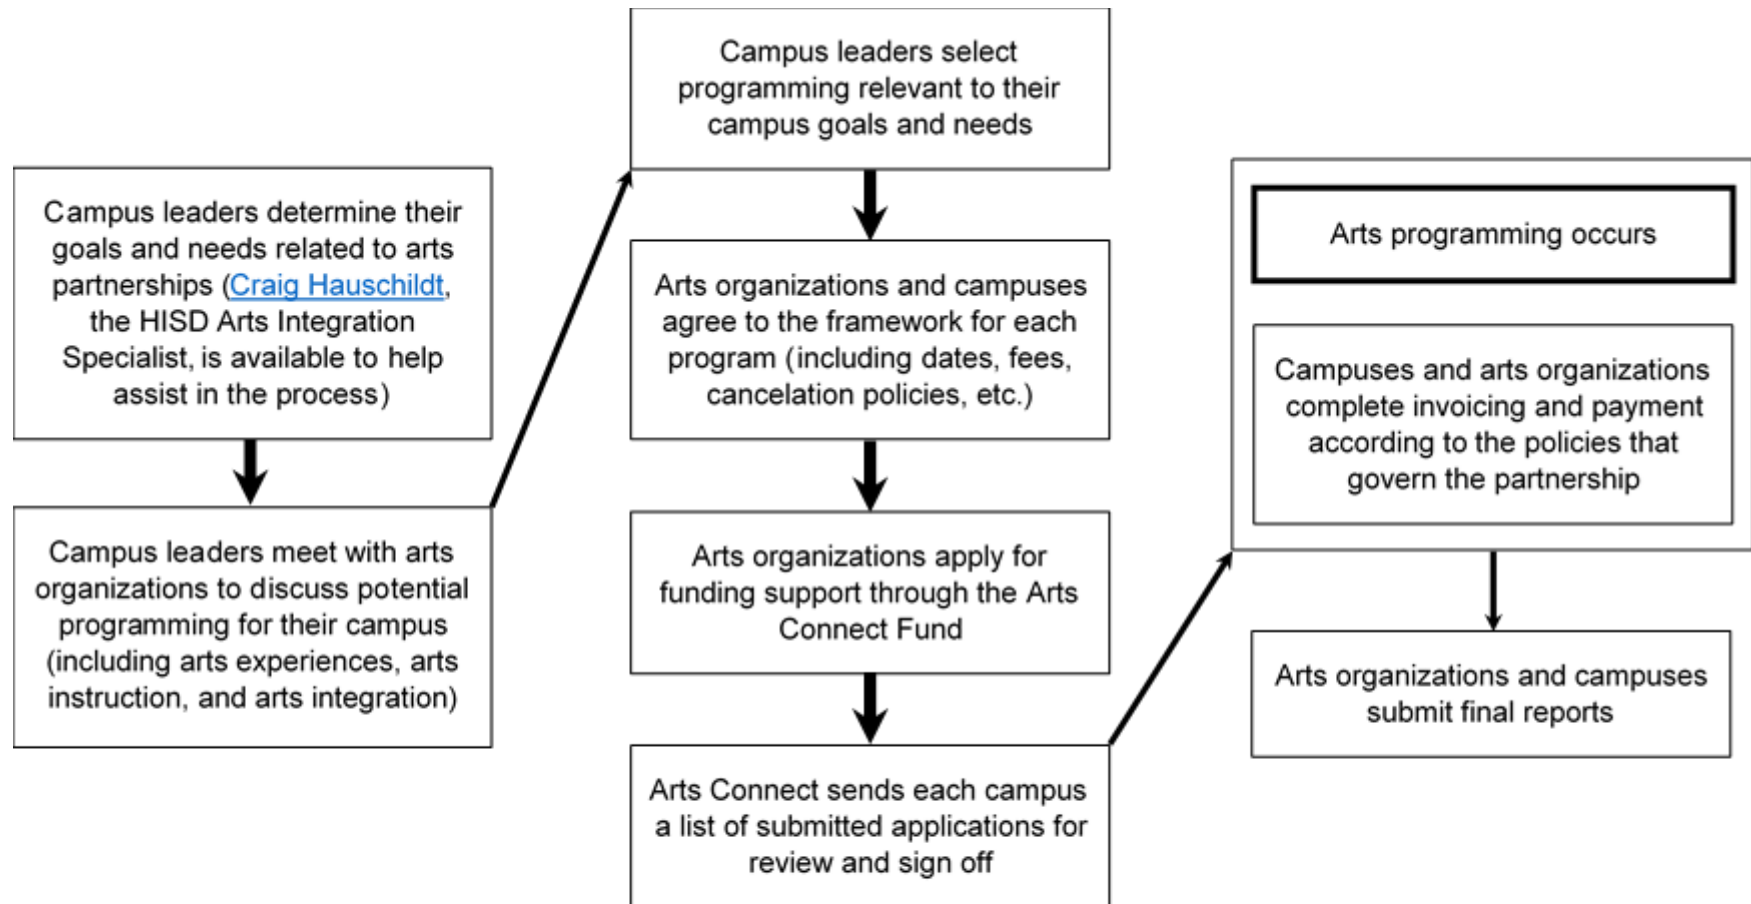 Campus leaders determine their
goals and needs related to arts
partnerships (Craig Hauschildt,
the HISD Arts Integration
Specialist, is available to help
assist in the process)
Campus leaders meet with arts
organizations to discuss potential
programming for their campus
(including arts experiences, arts
instruction, and arts integration)
Campus leaders select
programming relevant to their
campus goals and needs
Arts organizations and campuses
agree to the framework for each
program (including dates, fees,
cancelation policies, etc.)
Arts organizations apply for
funding support through the Arts
Connect Fund
Arts Connect sends each campus
a list of submitted applications for
review and sign off
Arts programming occurs
Campuses and arts organizations
complete invoicing and payment
according to the policies that
govern the partnership
Arts organizations and campuses
submit final reports